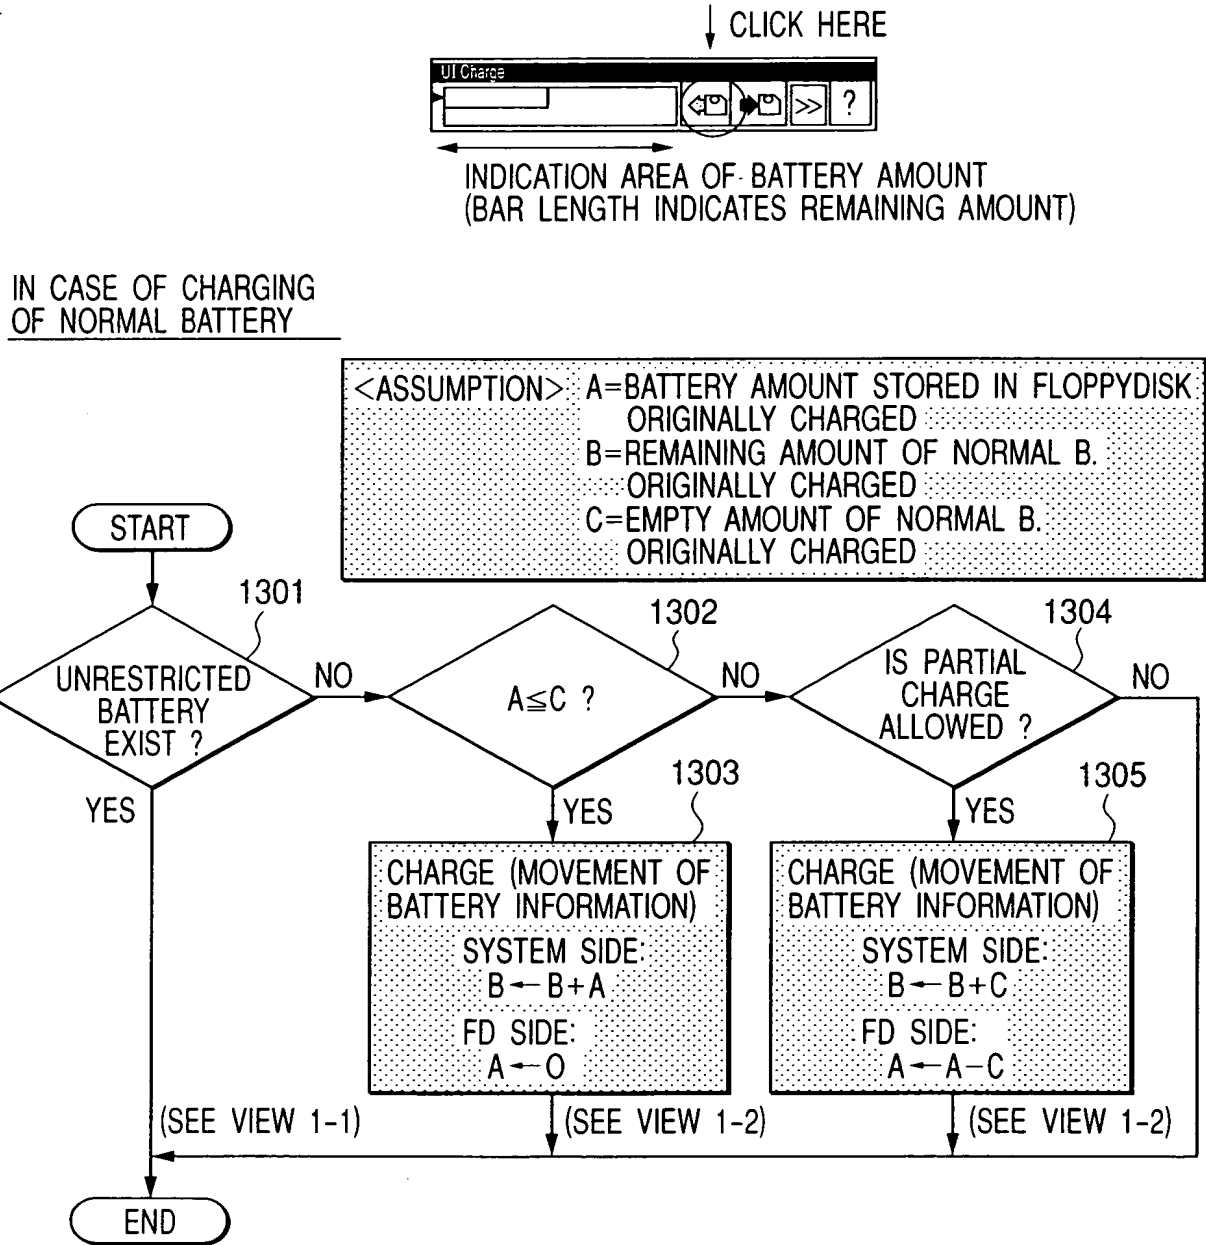 CLICK HERE
UI Charge
>> ?
INDICATION AREA OF BATTERY AMOUNT
(BAR LENGTH INDICATES REMAINING AMOUNT)
IN CASE OF CHARGING
OF NORMAL BATTERY
<ASSUMPTION> A=BATTERY AMOUNT STORED IN FLOPPYDISK
ORIGINALLY CHARGED
B=REMAINING AMOUNT OF NORMAL B.
ORIGINALLY CHARGED
C=EMPTY AMOUNT OF NORMAL B.
ORIGINALLY CHARGED
START
1301
1302
1304
UNRESTRICTED
BATTERY
EXIST ?
NO
A≦C ?
NO
IS PARTIAL
CHARGE
ALLOWED ?
NO
YES
YES
YES
1303
1305
CHARGE (MOVEMENT OF
BATTERY INFORMATION)
SYSTEM SIDE:
B←B+A
FD SIDE:
A←O
CHARGE (MOVEMENT OF
BATTERY INFORMATION)
SYSTEM SIDE:
B←B+C
FD SIDE:
A←A−C
(SEE VIEW 1-1)
(SEE VIEW 1-2)
(SEE VIEW 1-2)
END